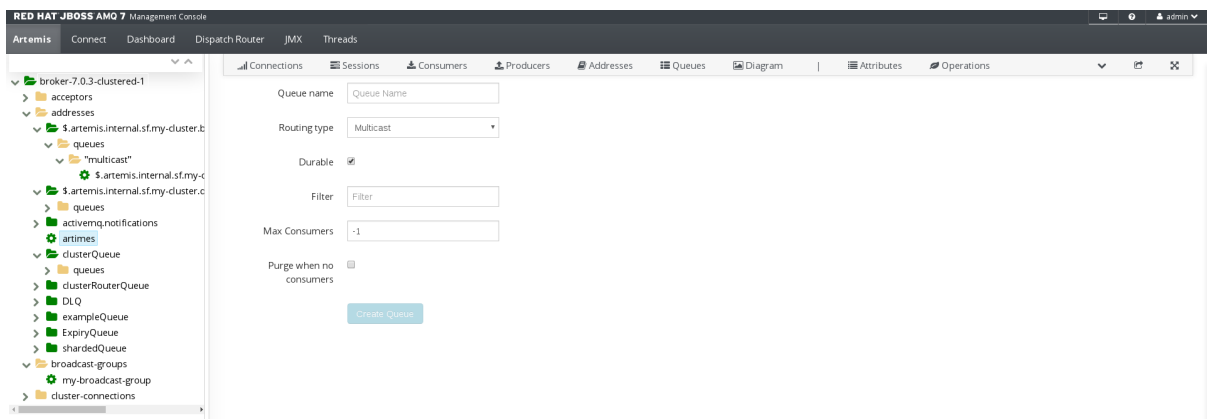 RED HAT JBOSS AMQ 7 Management Console
admin
Artemis Connect Dashboard Dispatch Router JMX Threads
Connections Sessions Consumers Producers Addresses Queues Diagram | Attributes Operations
broker-7.0.3-clustered-1
acceptors
addresses
$.artemis.internal.sf.my-cluster.b
queues
"multicast"
$.artemis.internal.sf.my-c
$.artemis.internal.sf.my-cluster.c
queues
activemq.notifications
artimes
clusterQueue
queues
clusterRouterQueue
DLQ
exampleQueue
ExpiryQueue
shardedQueue
broadcast-groups
my-broadcast-group
cluster-connections
Queue name Queue Name
Routing type Multicast
Durable
Filter Filter
Max Consumers -1
Purge when no
consumers
Create Queue